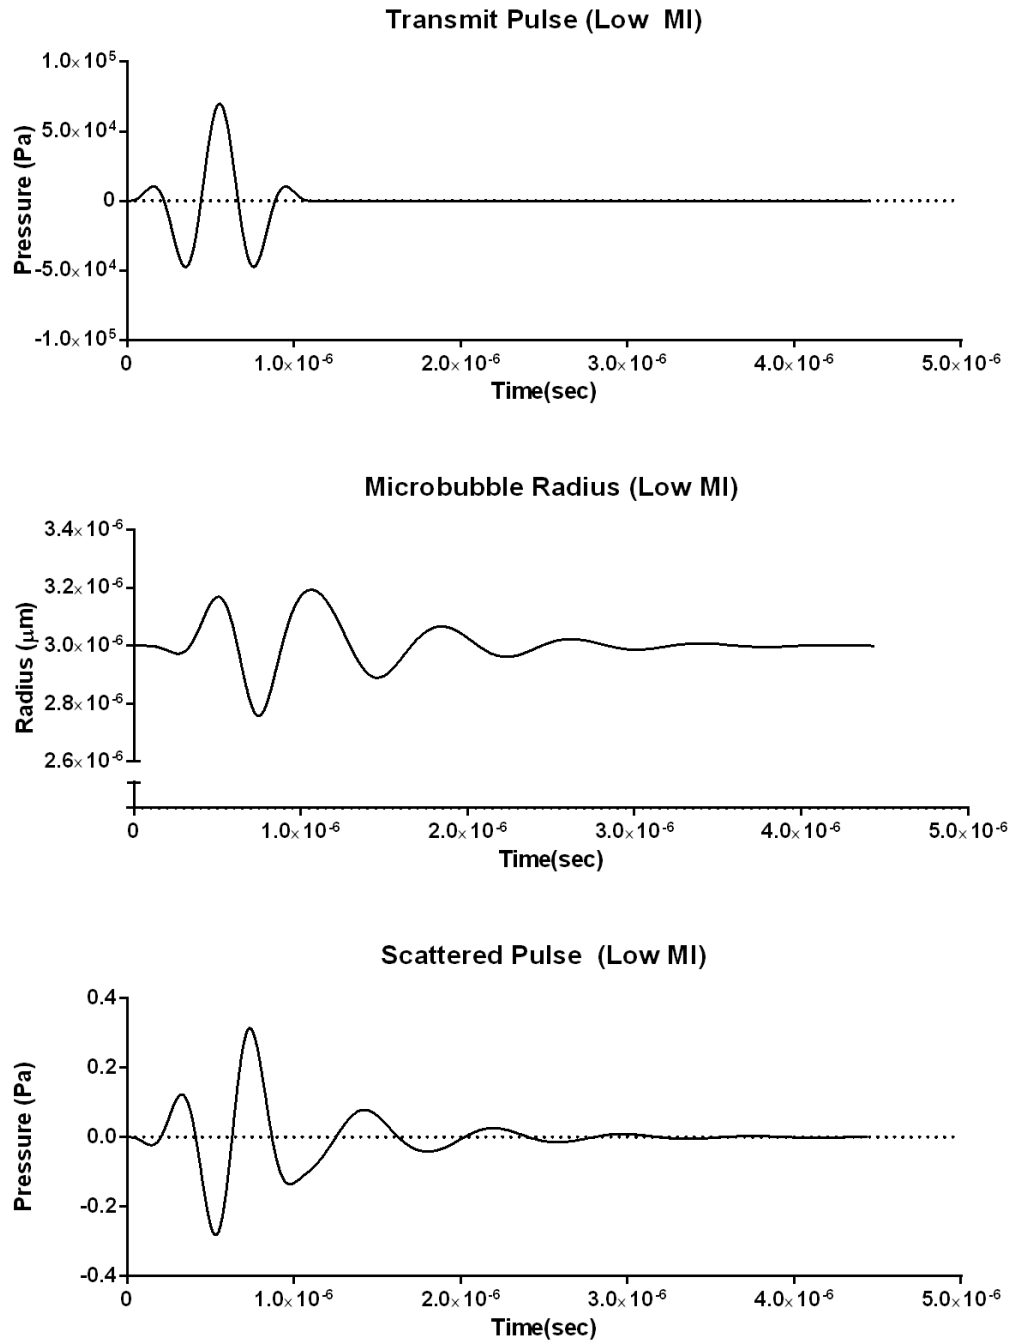 Transmit Pulse (Low  MI)
Pressure (Pa)
1.0×10⁵
5.0×10⁴
0
-5.0×10⁴
-1.0×10⁵
0 1.0×10⁻⁶ 2.0×10⁻⁶ 3.0×10⁻⁶ 4.0×10⁻⁶ 5.0×10⁻⁶
Time(sec)
Microbubble Radius (Low MI)
Radius (μm)
3.4×10⁻⁶
3.2×10⁻⁶
3.0×10⁻⁶
2.8×10⁻⁶
2.6×10⁻⁶
0 1.0×10⁻⁶ 2.0×10⁻⁶ 3.0×10⁻⁶ 4.0×10⁻⁶ 5.0×10⁻⁶
Time(sec)
Scattered Pulse  (Low MI)
Pressure (Pa)
0.4
0.2
0.0
-0.2
-0.4
0 1.0×10⁻⁶ 2.0×10⁻⁶ 3.0×10⁻⁶ 4.0×10⁻⁶ 5.0×10⁻⁶
Time(sec)